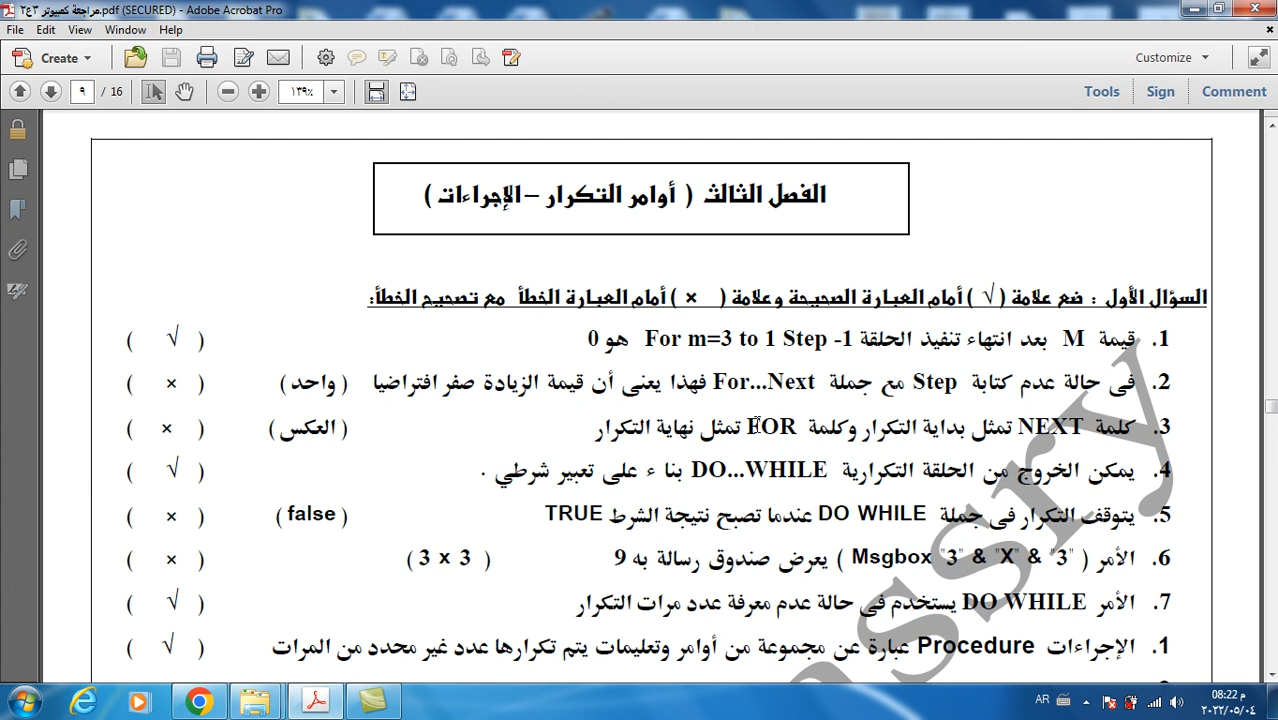 مراجعة كمبيوتر ٣ع٢.pdf (SECURED) - Adobe Acrobat Pro
File Edit View Window Help
Create Customize
٩ / 16 ١٣٩٪ Tools Sign Comment
الفصل الثالث ( أوامر التكرار – الإجراءات )
السؤال الأول : ضع علامة ( √ ) أمام العبارة الصحيحة وعلامة ( × ) أمام العبارة الخطأ مع تصحيح الخطأ:
1. قيمة M بعد انتهاء تنفيذ الحلقة For m=3 to 1 Step -1 هو 0 ( √ )
2. فى حالة عدم كتابة Step مع جملة For...Next فهذا يعنى أن قيمة الزيادة صفر افتراضيا ( واحد ) ( × )
3. كلمة NEXT تمثل بداية التكرار وكلمة FOR تمثل نهاية التكرار ( العكس ) ( × )
4. يمكن الخروج من الحلقة التكرارية DO...WHILE بنا ء على تعبير شرطي . ( √ )
5. يتوقف التكرار فى جملة DO WHILE عندما تصبح نتيجة الشرط TRUE ( false ) ( × )
6. الأمر ( Msgbox "3" & "X" & "3" ) يعرض صندوق رسالة به 9 ( 3 x 3 ) ( × )
7. الأمر DO WHILE يستخدم فى حالة عدم معرفة عدد مرات التكرار ( √ )
1. الإجراءات Procedure عبارة عن مجموعة من أوامر وتعليمات يتم تكرارها عدد غير محدد من المرات ( √ )
AR 08:22 م
٢٠٢٢/٠٥/٠٤